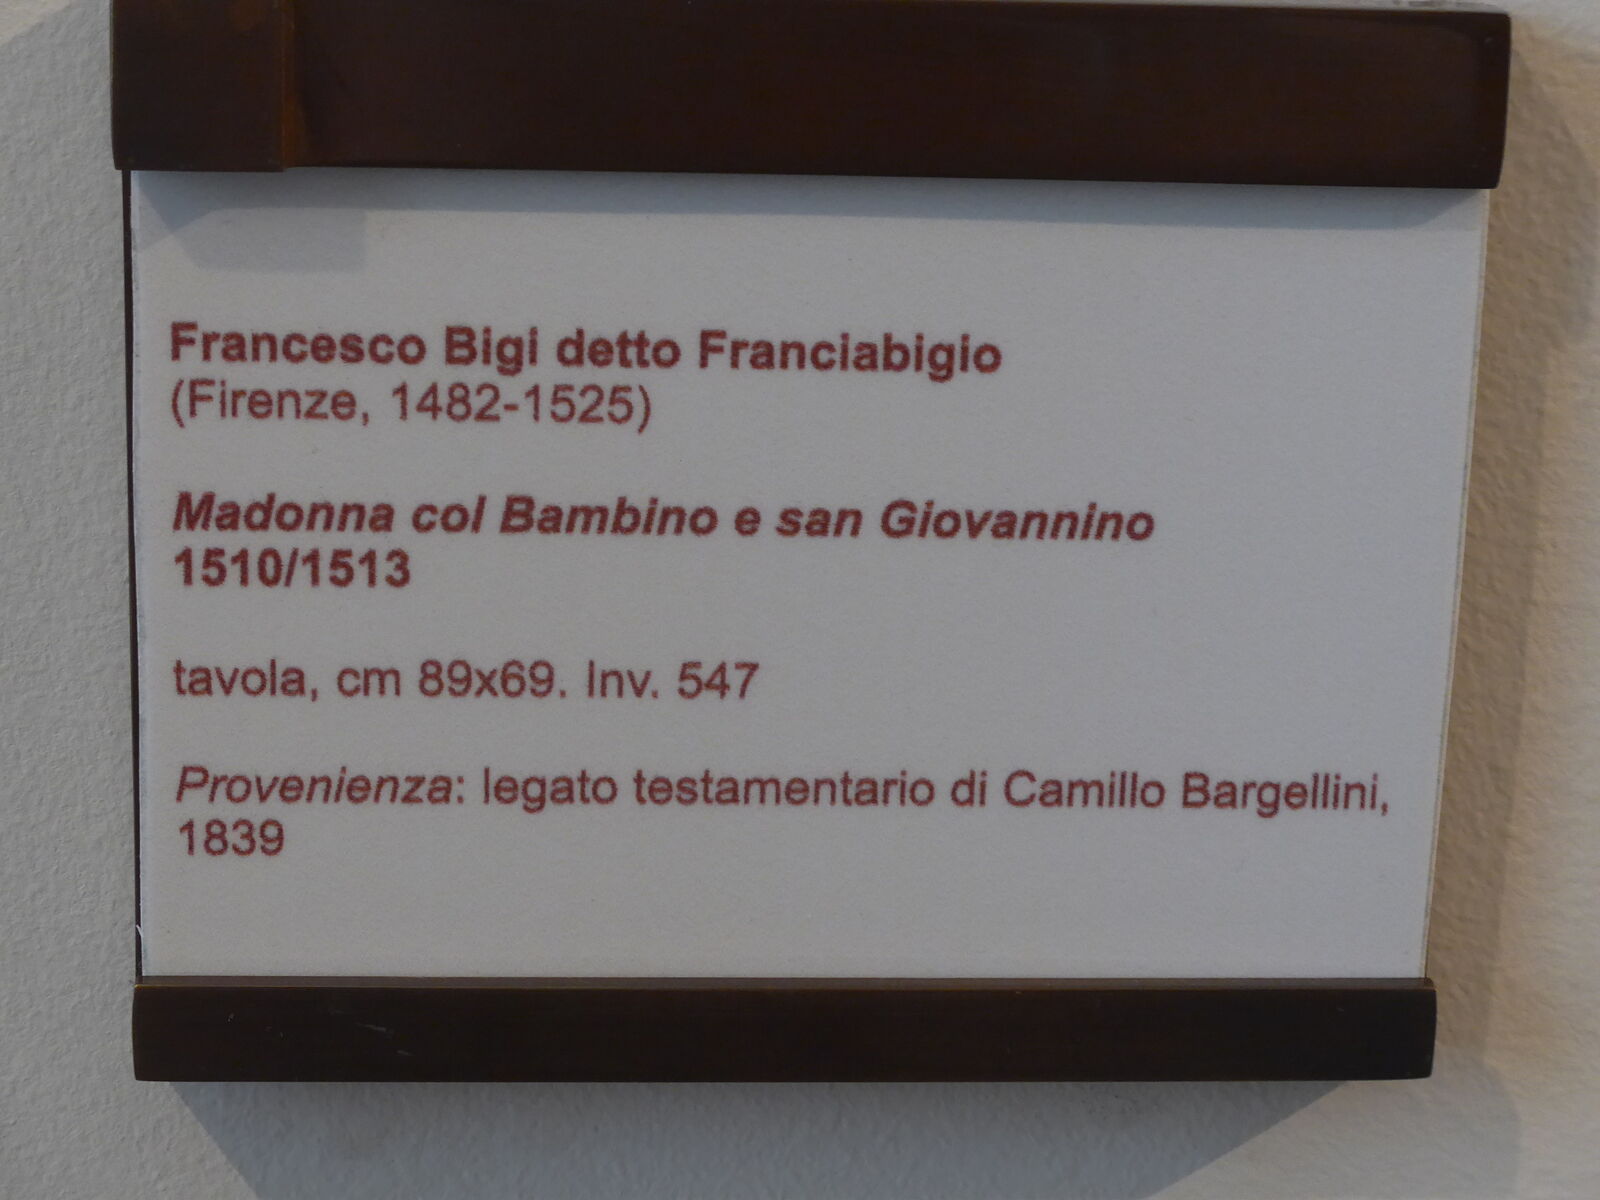 Francesco Bigi detto Franciabigio
(Firenze, 1482-1525)
Madonna col Bambino e san Giovannino
1510/1513
tavola, cm 89x69. Inv. 547
Provenienza: legato testamentario di Camillo Bargellini,
1839